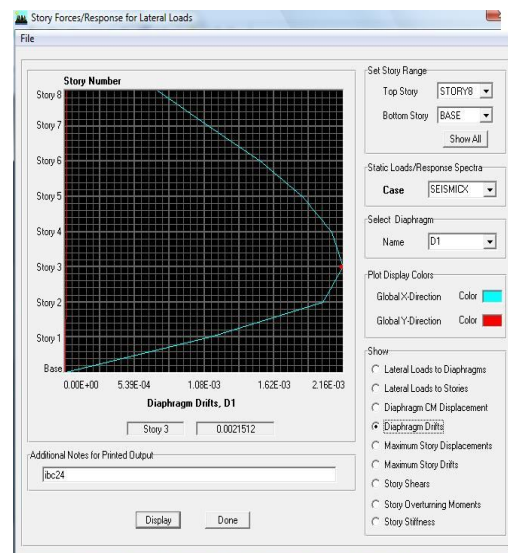 Story Forces/Response for Lateral Loads
File
Story Number
Story 8
Story 7
Story 6
Story 5
Story 4
Story 3
Story 2
Story 1
Base
0.00E+00 5.39E-04 1.08E-03 1.62E-03 2.16E-03
Diaphragm Drifts, D1
Story 3 0.0021512
Additional Notes for Printed Output
ibc24
Display Done
Set Story Range
Top Story STORY8
Bottom Story BASE
Show All
Static Loads/Response Spectra
Case SEISMICX
Select Diaphragm
Name D1
Plot Display Colors
Global X-Direction Color
Global Y-Direction Color
Show
Lateral Loads to Diaphragms
Lateral Loads to Stories
Diaphragm CM Displacement
Diaphragm Drifts
Maximum Story Displacements
Maximum Story Drifts
Story Shears
Story Overturning Moments
Story Stiffness